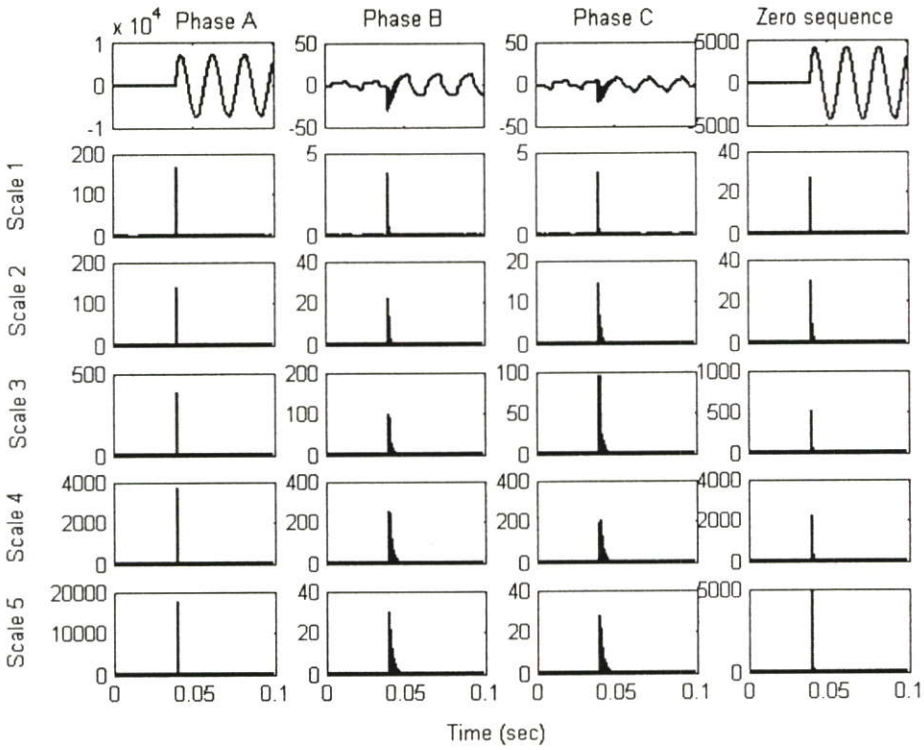 Phase A Phase B Phase C Zero sequence
x 10^4
1 50 50 5000
0 0 0 0
-1 -50 -50 5000
Scale 1
200 5 5 40
100 20
0 0 0 0
Scale 2
200 40 20 40
100 20 10 20
0 0 0 0
Scale 3
500 200 100 1000
100 50 500
0 0 0 0
Scale 4
4000 400 400 4000
2000 200 200 2000
0 0 0 0
Scale 5
20000 40 40 5000
10000 20 20
0 0 0 0
0 0.05 0.1 0 0.05 0.1 0 0.05 0.1 0 0.05 0.1
Time (sec)